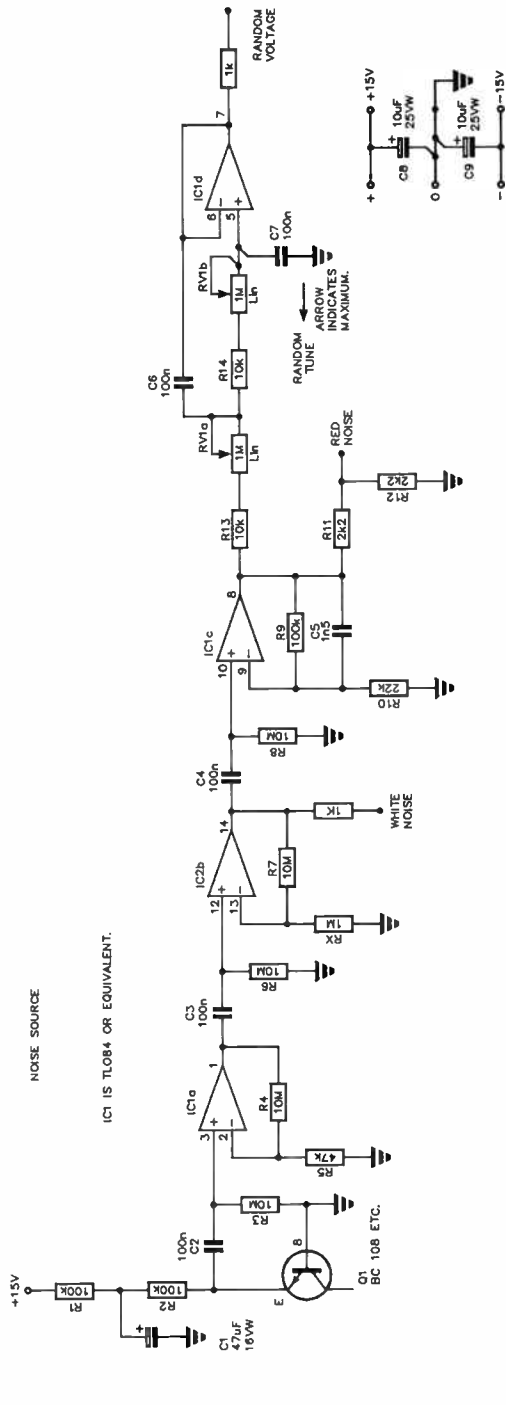 NOISE SOURCE
IC1 IS TL084 OR EQUIVALENT.
+15V
R1
100k
R2
100k
C1
47uF
16VW
+
100n
C2
E
8
Q1
BC 108 ETC.
R3
10M
3
2
+
−
1
IC1a
R4
10M
R5
47k
C3
100n
R6
10M
12
13
+
−
14
IC2b
R7
10M
RX
1M
1K
WHITE
NOISE
C4
100n
R8
10M
10
9
+
−
8
IC1c
R9
100k
C5
1n5
R10
22k
R11
2k2
RED
NOISE
R12
2k2
R13
10k
RV1a
1M
Lin
C6
100n
R14
10k
RV1b
1M
Lin
RANDOM
TUNE
ARROW
INDICATES
MAXIMUM.
C7
100n
6
5
−
+
7
IC1d
1k
RANDOM
VOLTAGE
+
+15V
+
10uF
25VW
C8
0
+
10uF
25VW
C9
−
−15V